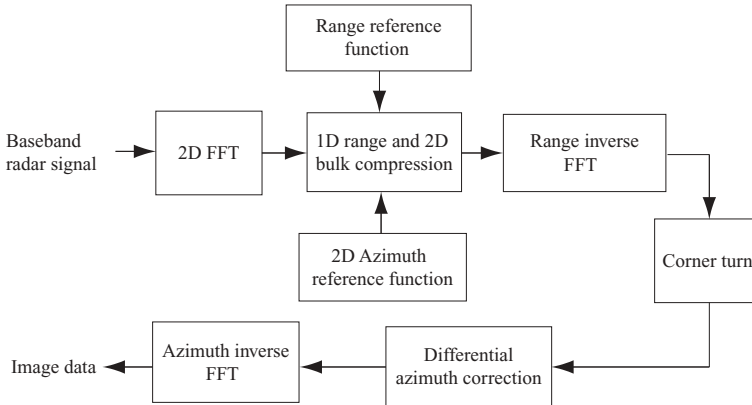 Range reference
function
Baseband
radar signal
2D FFT
1D range and 2D
bulk compression
Range inverse
FFT
2D Azimuth
reference function
Corner turn
Image data
Azimuth inverse
FFT
Differential
azimuth correction